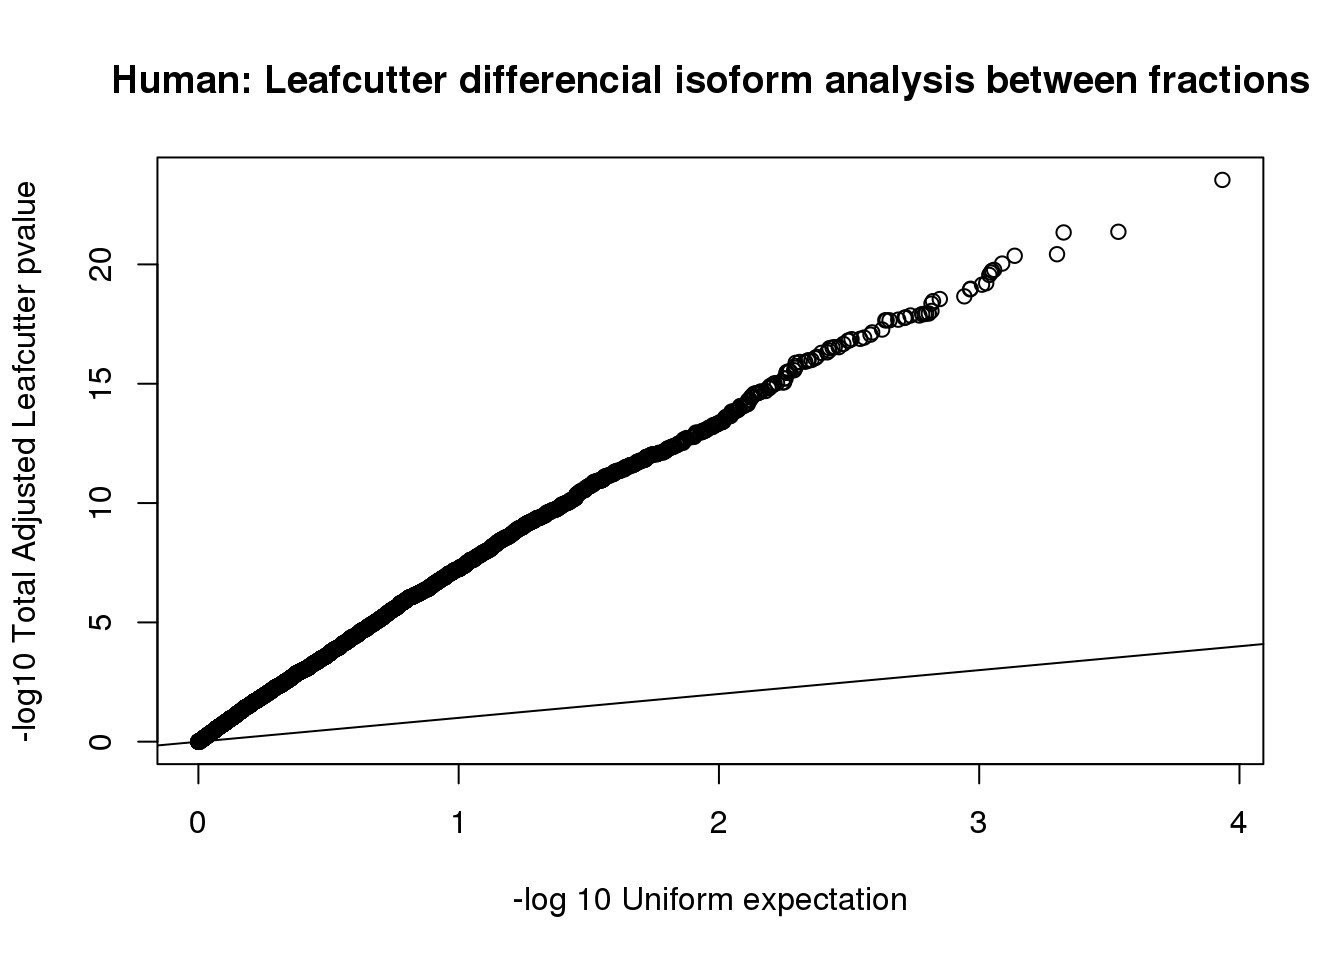 Human: Leafcutter differencial isoform analysis between fractions
-log10 Total Adjusted Leafcutter pvalue
20
15
10
5
0
0 1 2 3 4
-log 10 Uniform expectation